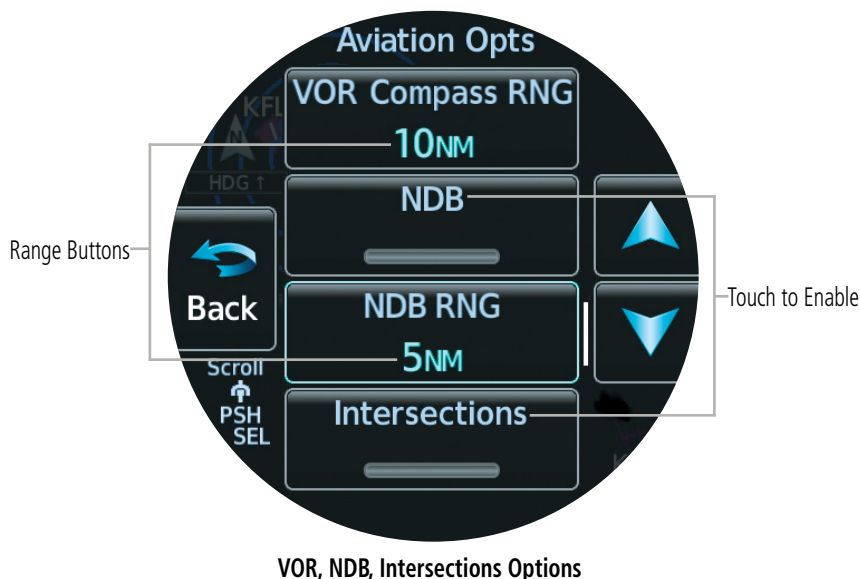 Aviation Opts
VOR Compass RNG
10NM
KFL
N
HDG ↑
NDB
Range Buttons
Back
Touch to Enable
NDB RNG
5NM
Scroll
PSH
SEL
Intersections
K
VOR, NDB, Intersections Options